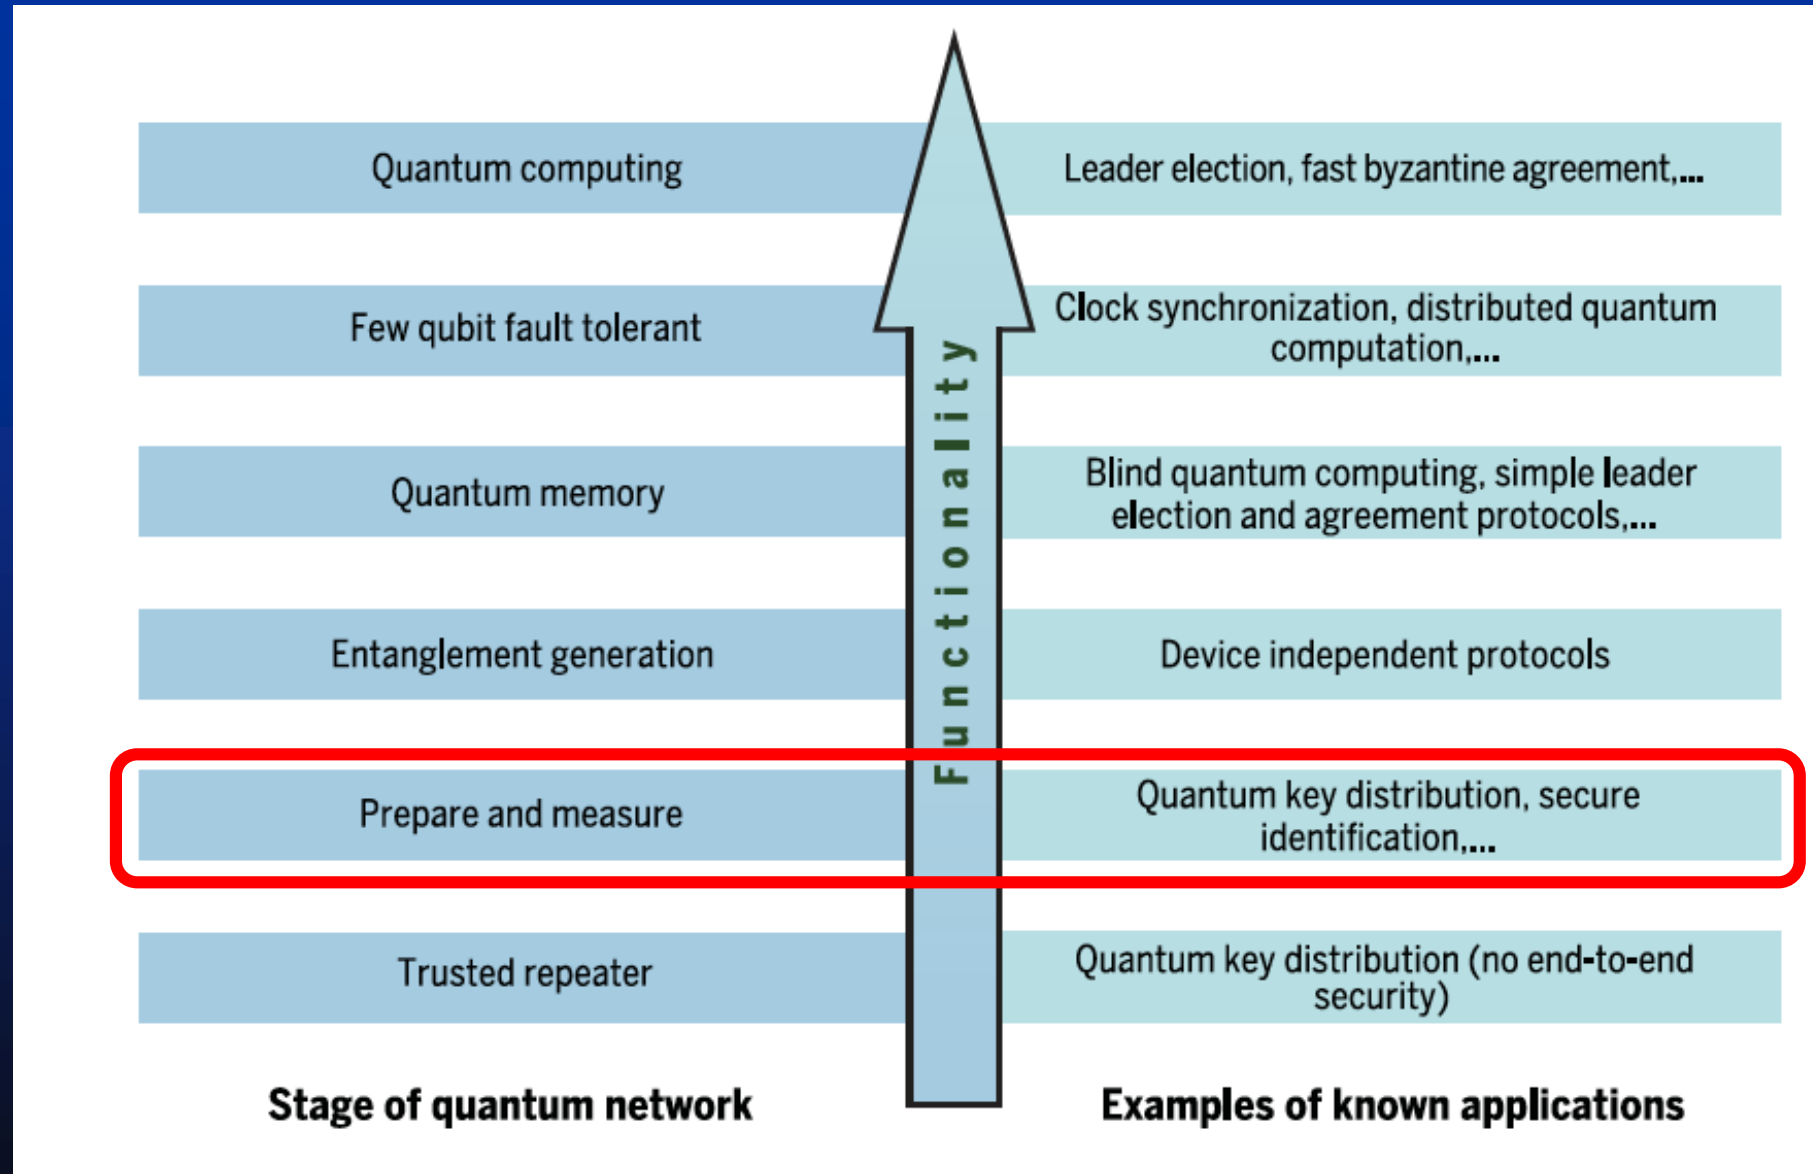 Quantum computing
Leader election, fast byzantine agreement,...
Few qubit fault tolerant
Clock synchronization, distributed quantum
computation,...
Quantum memory
Blind quantum computing, simple leader
election and agreement protocols,...
Entanglement generation
Device independent protocols
Prepare and measure
Quantum key distribution, secure
identification,...
Trusted repeater
Quantum key distribution (no end-to-end
security)
Functionality
Stage of quantum network
Examples of known applications